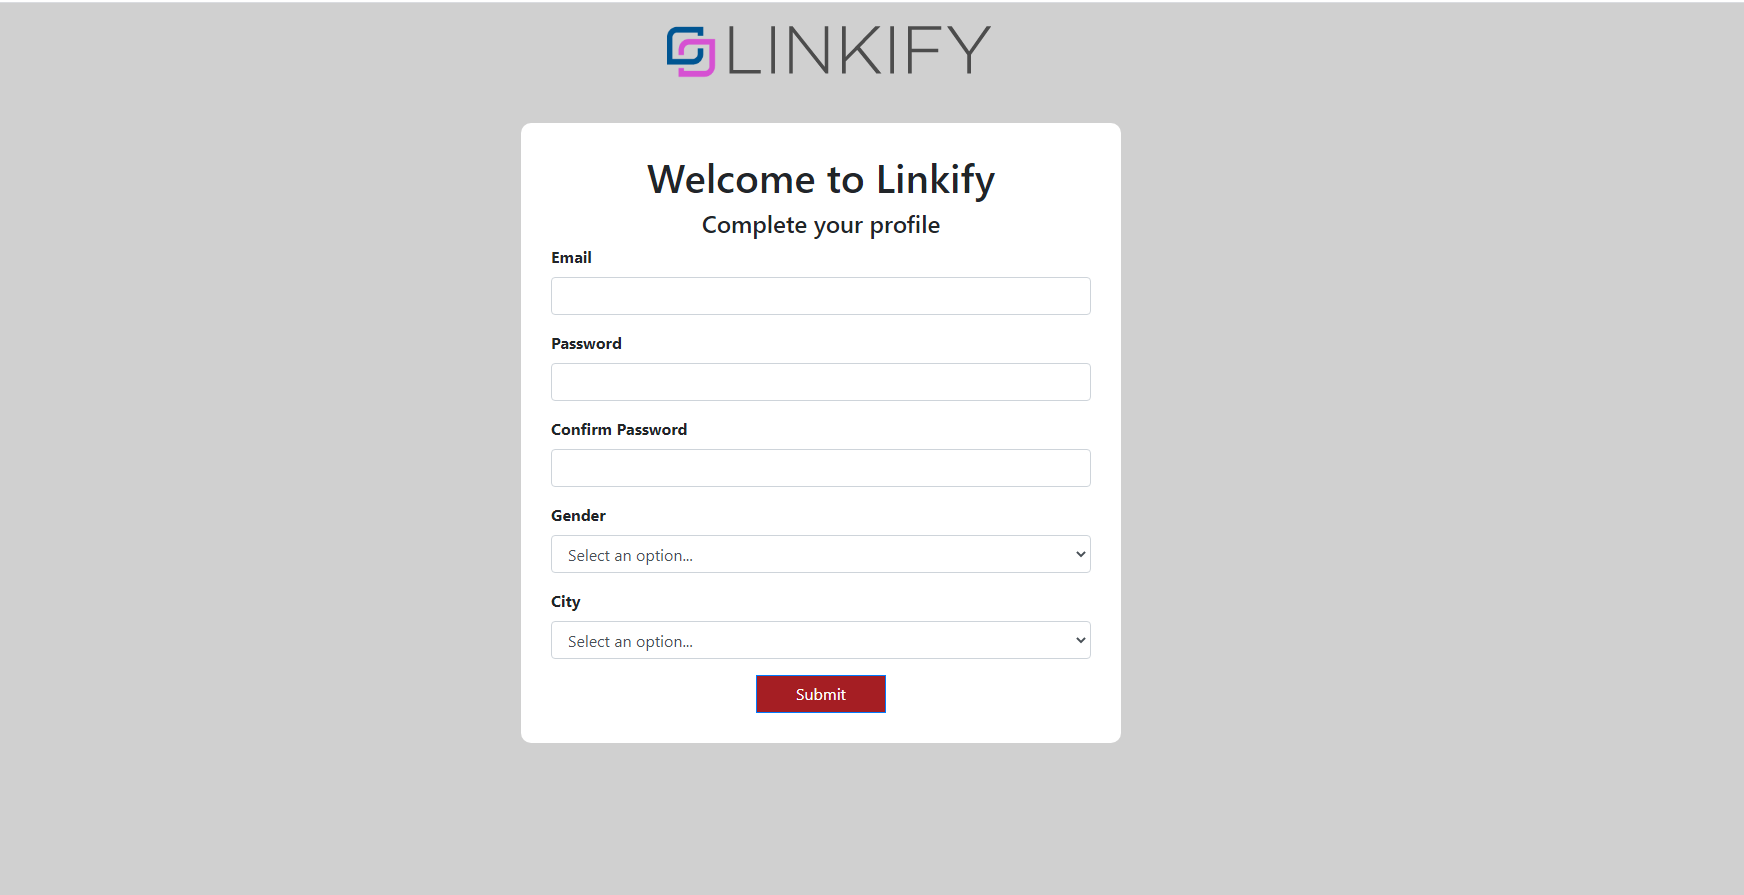 LINKIFY
Welcome to Linkify
Complete your profile
Email
Password
Confirm Password
Gender
Select an option...
City
Select an option...
Submit